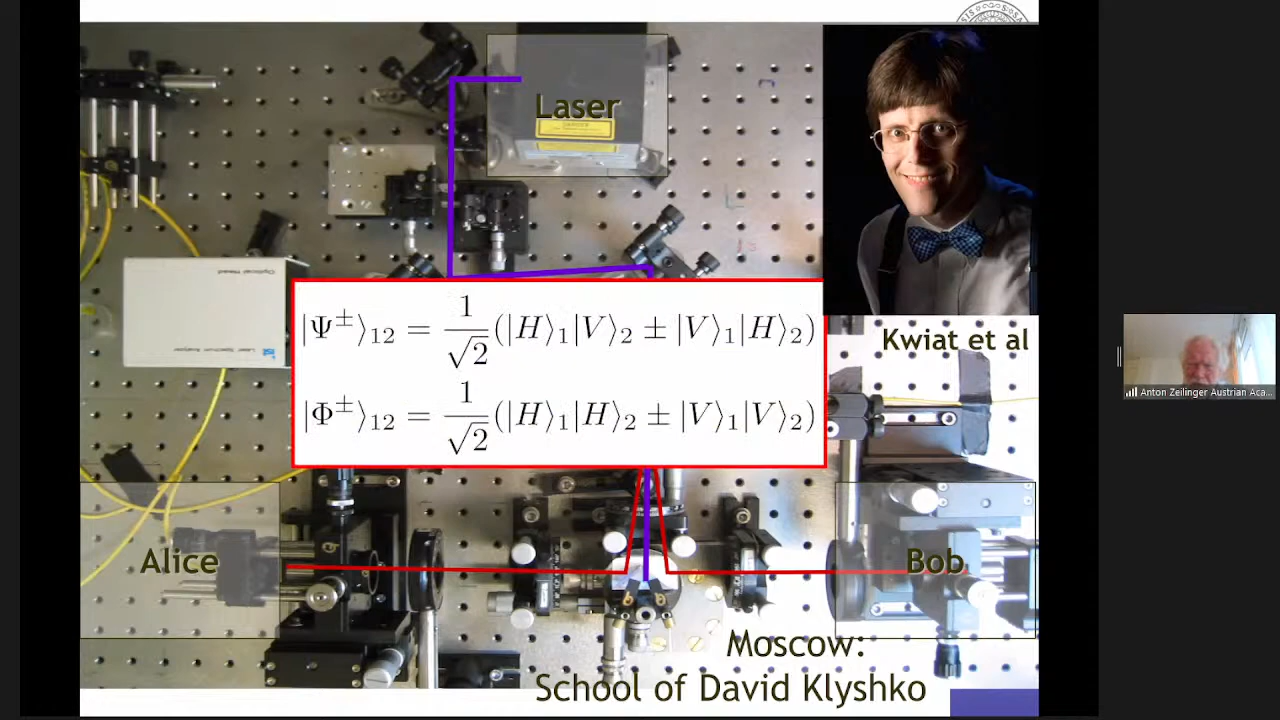 Laser
|Ψ±⟩12 = 1/√2 (|H⟩1|V⟩2 ± |V⟩1|H⟩2)
|Φ±⟩12 = 1/√2 (|H⟩1|H⟩2 ± |V⟩1|V⟩2)
Kwiat et al
Anton Zeilinger Austrian Aca...
Alice
Bob
Moscow:
School of David Klyshko